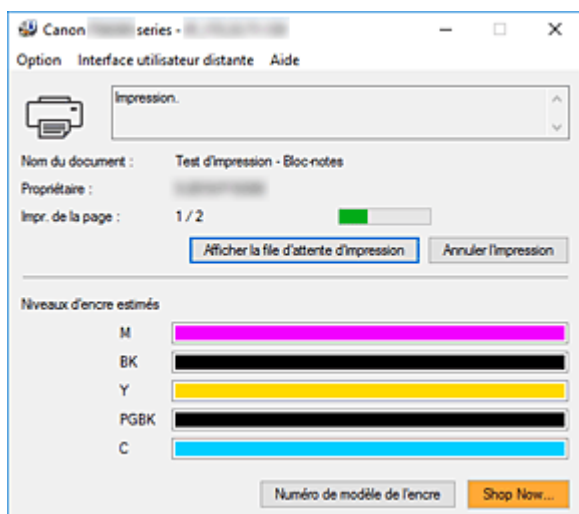 Canon series -
Option Interface utilisateur distante Aide
Impression.
Nom du document : Test d'impression - Bloc-notes
Propriétaire :
Impr. de la page : 1 / 2
Afficher la file d'attente d'impression Annuler l'impression
Niveaux d'encre estimés
M
BK
Y
PGBK
C
Numéro de modèle de l'encre Shop Now...